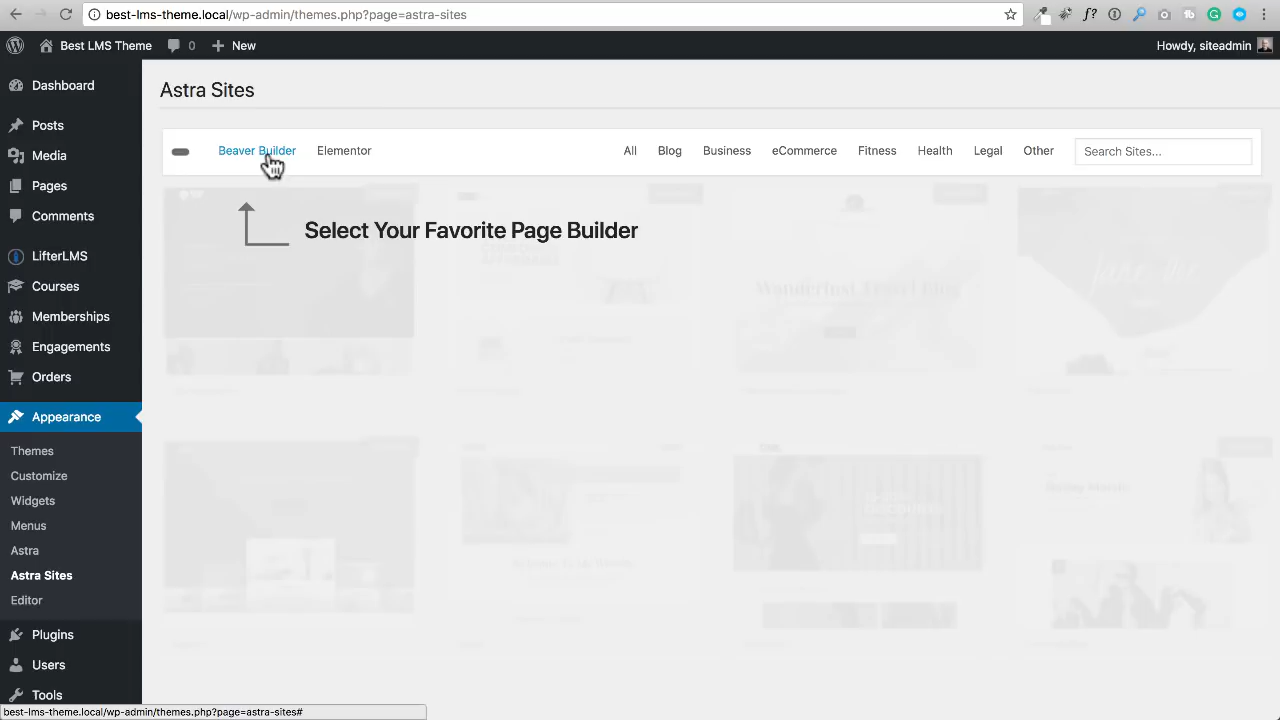 best-lms-theme.local/wp-admin/themes.php?page=astra-sites
Best LMS Theme
0
New
Howdy, siteadmin
Dashboard
Posts
Media
Pages
Comments
LifterLMS
Courses
Memberships
Engagements
Orders
Appearance
Themes
Customize
Widgets
Menus
Astra
Astra Sites
Editor
Plugins
Users
Tools
Astra Sites
Beaver Builder Elementor All Blog Business eCommerce Fitness Health Legal Other Search Sites...
Select Your Favorite Page Builder
Wanderlust Travel Blog
best-lms-theme.local/wp-admin/themes.php?page=astra-sites#